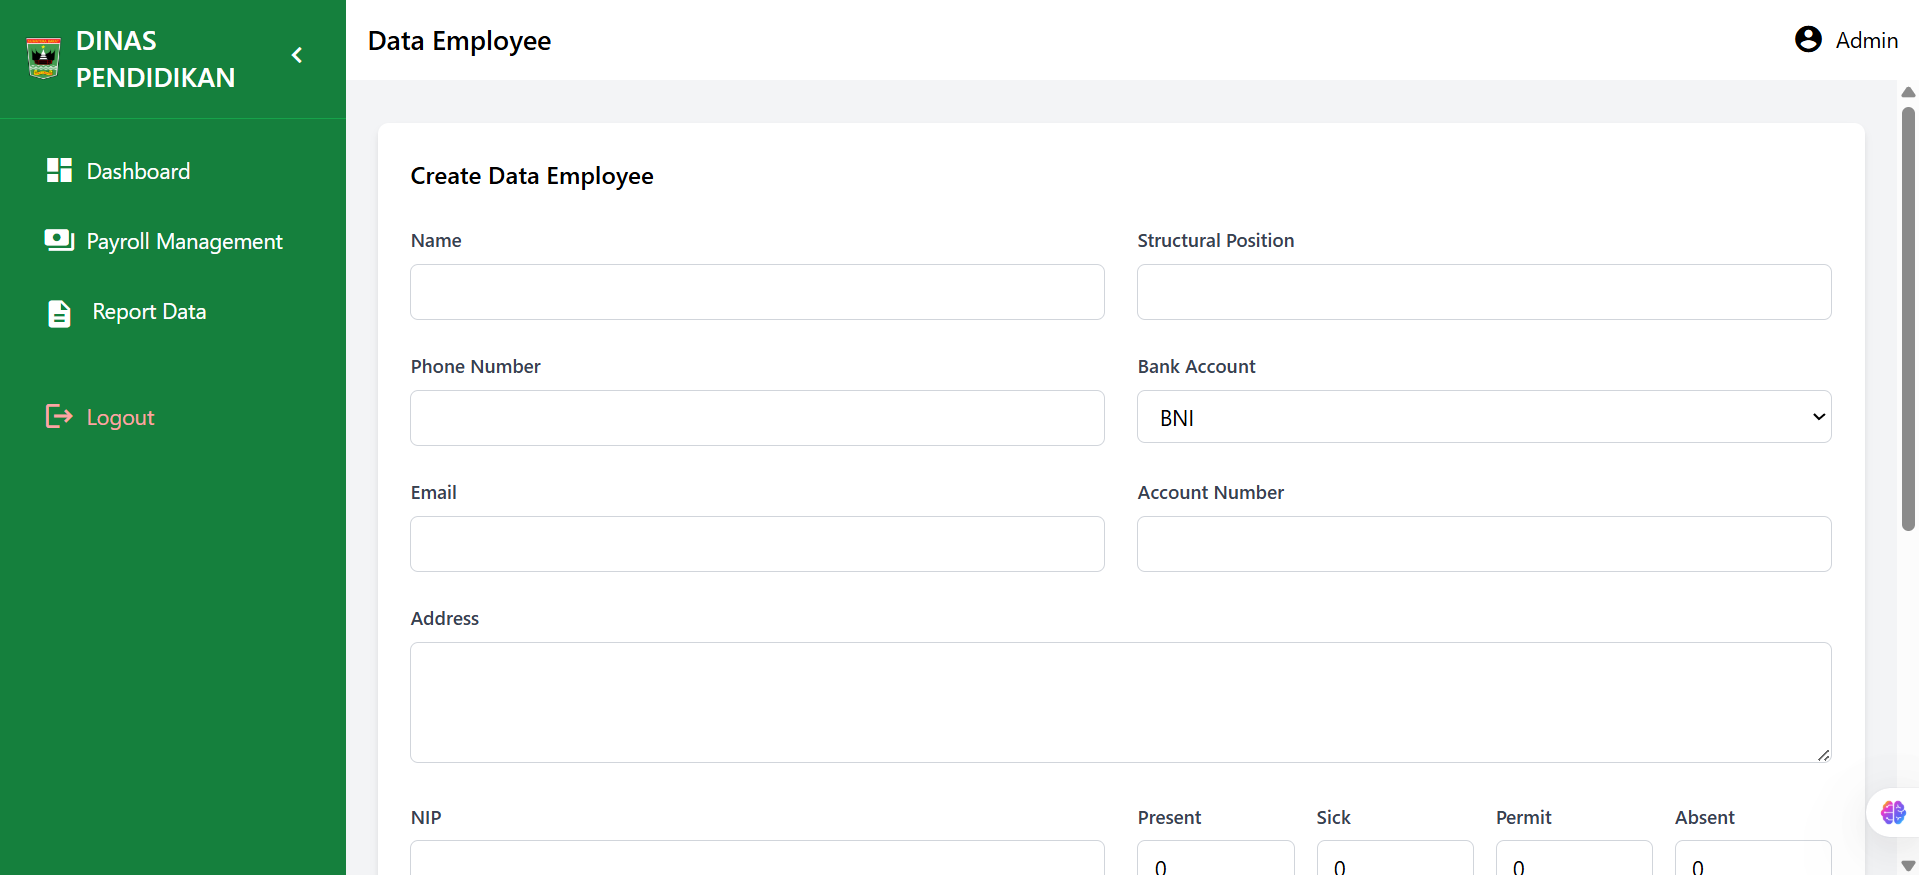 DINAS
PENDIDIKAN
Data Employee
Admin
Dashboard
Payroll Management
Report Data
Logout
Create Data Employee
Name
Structural Position
Phone Number
Bank Account
BNI
Email
Account Number
Address
NIP
Present
Sick
Permit
Absent
0
0
0
0